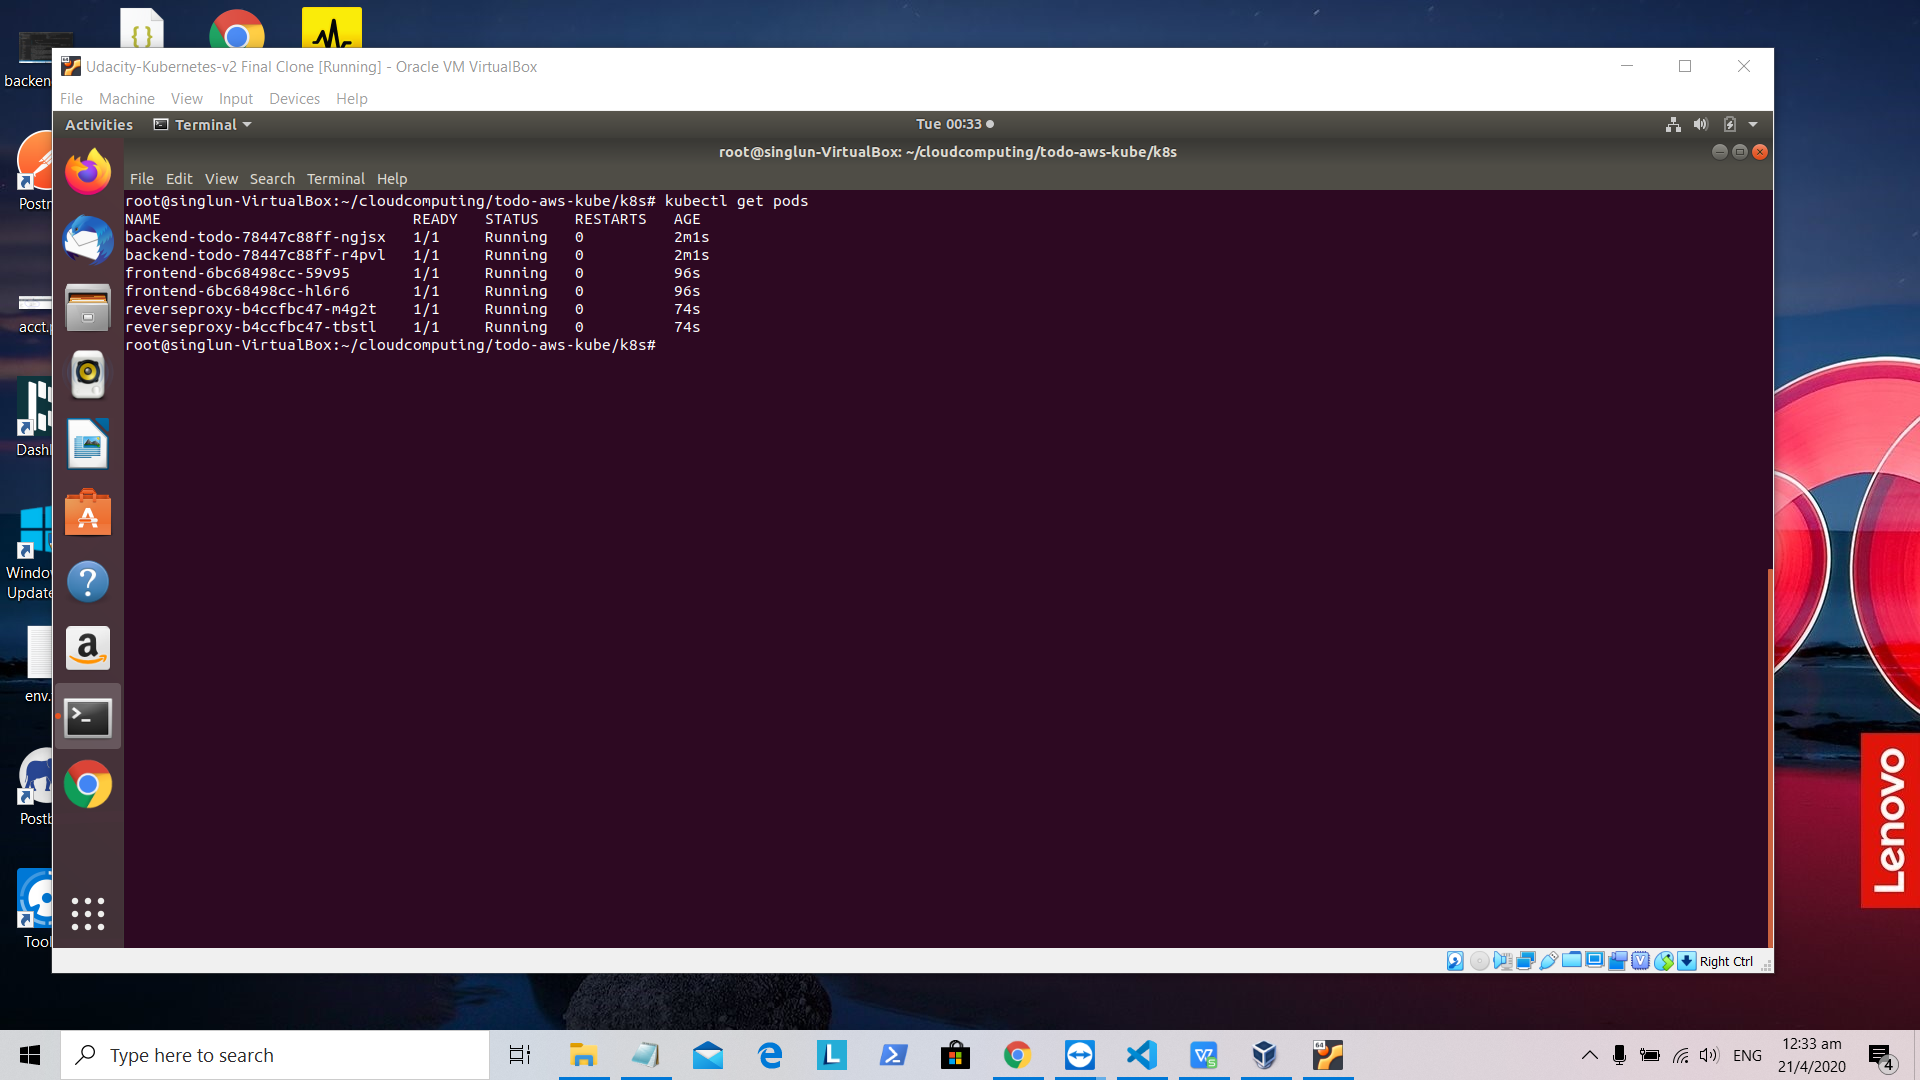 backen
Postn
acct.p
Dashl
Window
Update
env.
Postb
Tool
Udacity-Kubernetes-v2 Final Clone [Running] - Oracle VM VirtualBox
File Machine View Input Devices Help
Activities Terminal Tue 00:33
root@singlun-VirtualBox: ~/cloudcomputing/todo-aws-kube/k8s
File Edit View Search Terminal Help
root@singlun-VirtualBox:~/cloudcomputing/todo-aws-kube/k8s# kubectl get pods
NAME READY STATUS RESTARTS AGE
backend-todo-78447c88ff-ngjsx 1/1 Running 0 2m1s
backend-todo-78447c88ff-r4pvl 1/1 Running 0 2m1s
frontend-6bc68498cc-59v95 1/1 Running 0 96s
frontend-6bc68498cc-hl6r6 1/1 Running 0 96s
reverseproxy-b4ccfbc47-m4g2t 1/1 Running 0 74s
reverseproxy-b4ccfbc47-tbstl 1/1 Running 0 74s
root@singlun-VirtualBox:~/cloudcomputing/todo-aws-kube/k8s#
Right Ctrl
Lenovo
Type here to search
ENG
12:33 am
21/4/2020
4